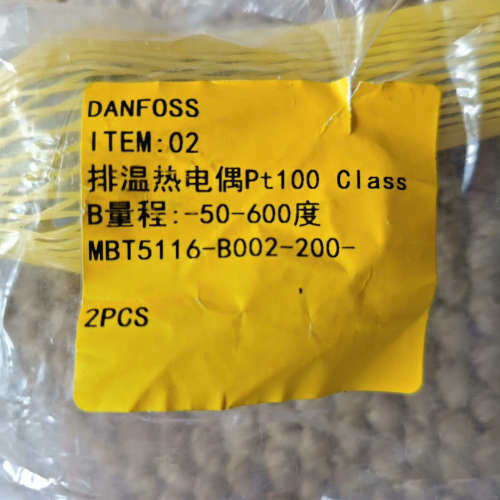 DANFOSS
ITEM:02
排温热电偶Pt100 Class
B量程:-50-600度
MBT5116-B002-200-
2PCS